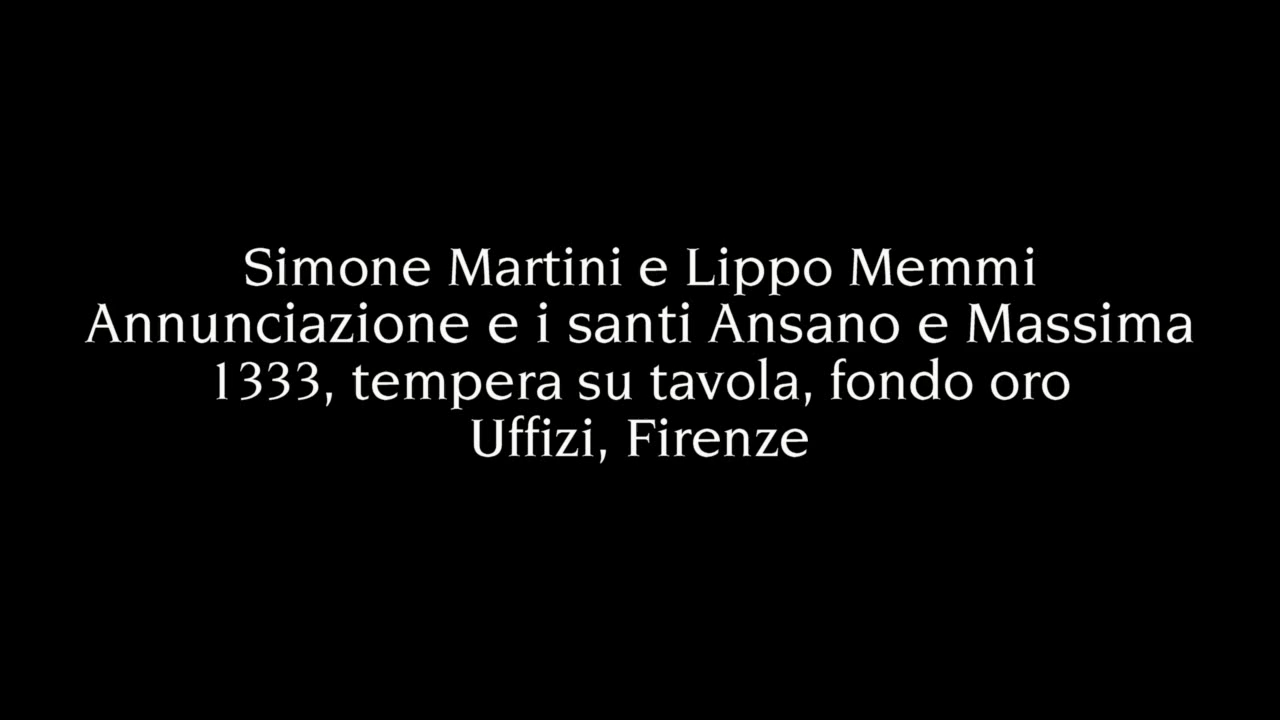 Simone Martini e Lippo Memmi
Annunciazione e i santi Ansano e Massima
1333, tempera su tavola, fondo oro
Uffizi, Firenze